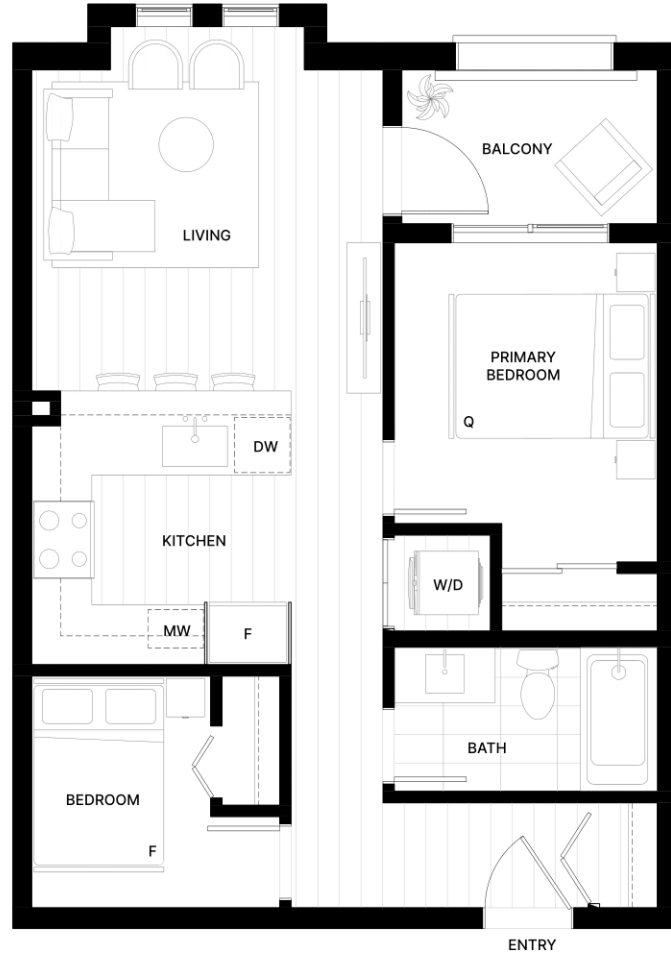 BALCONY
LIVING
PRIMARY
BEDROOM
Q
DW
KITCHEN
W/D
MW
F
BATH
BEDROOM
F
ENTRY